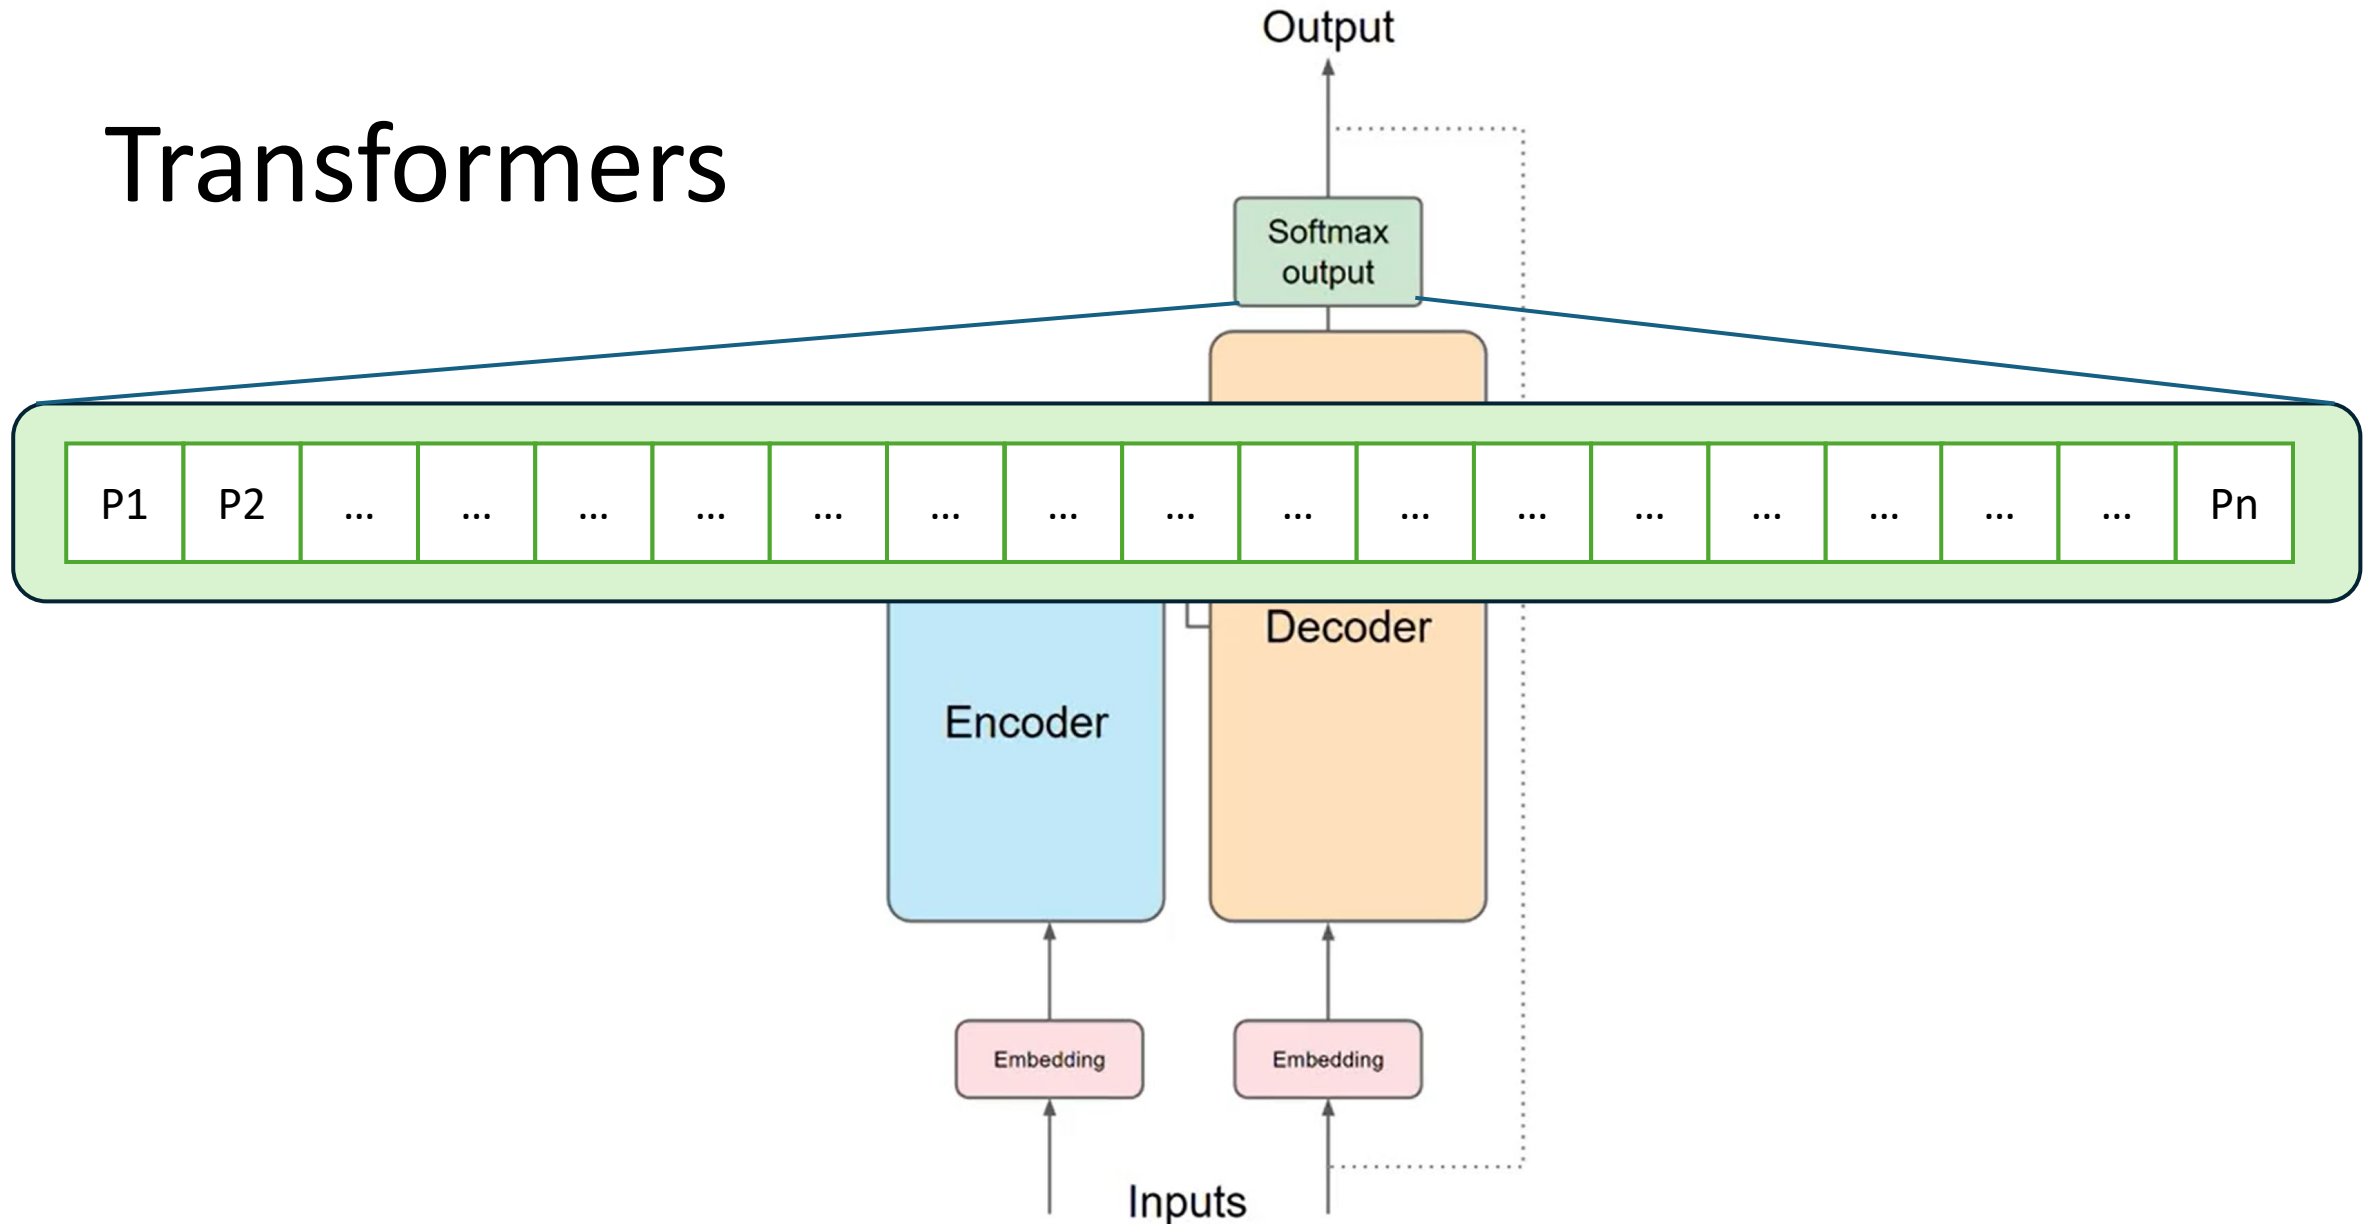 Output
Transformers
Softmax
output
P1 P2 ... ... ... ... ... ... ... ... ... ... ... ... ... ... ... ... Pn
Decoder
Encoder
Embedding Embedding
Inputs